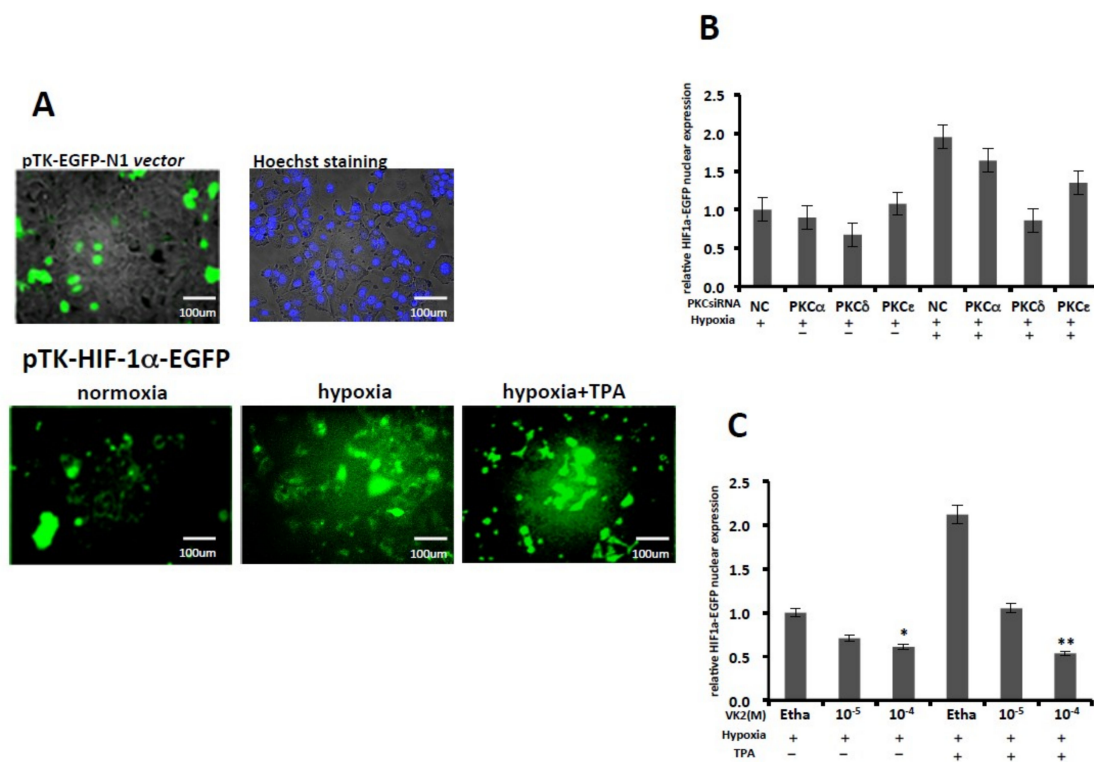 A
pTK-EGFP-N1 vector
Hoechst staining
100um
100um
pTK-HIF-1α-EGFP
normoxia
hypoxia
hypoxia+TPA
100um
100um
100um
B
relative HIF1a-EGFP nuclear expression
2.5
2.0
1.5
1.0
0.5
0.0
PKCsiRNA NC PKCα PKCδ PKCε NC PKCα PKCδ PKCε
Hypoxia + + + + + + + +
− − − + + + +
C
relative HIF1a-EGFP nuclear expression
2.5
2.0
1.5
1.0
0.5
0.0
*
**
VK2(M) Etha 10⁻⁵ 10⁻⁴ Etha 10⁻⁵ 10⁻⁴
Hypoxia + + + + + +
TPA − − − + + +